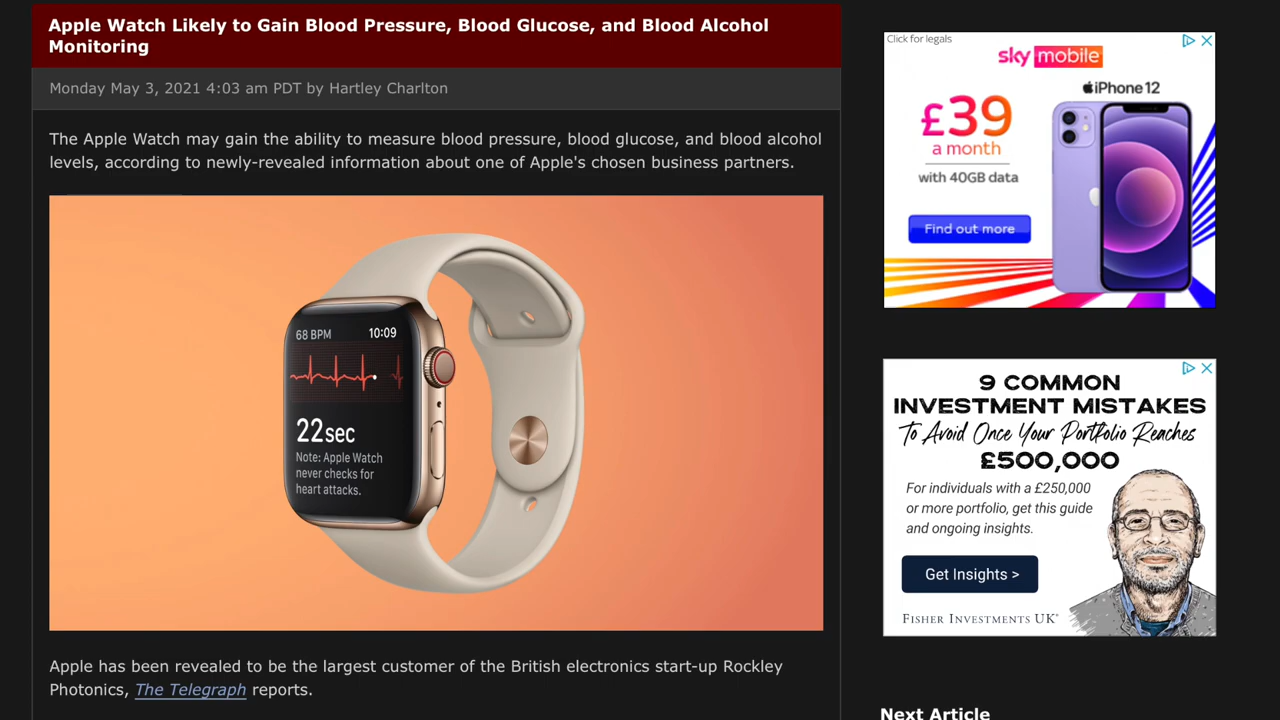 Apple Watch Likely to Gain Blood Pressure, Blood Glucose, and Blood Alcohol
Monitoring
Monday May 3, 2021 4:03 am PDT by Hartley Charlton
The Apple Watch may gain the ability to measure blood pressure, blood glucose, and blood alcohol
levels, according to newly-revealed information about one of Apple's chosen business partners.
68 BPM 10:09
22sec
Note: Apple Watch
never checks for
heart attacks.
Apple has been revealed to be the largest customer of the British electronics start-up Rockley
Photonics, The Telegraph reports.
Click for legals
sky mobile
iPhone 12
£39
a month
with 40GB data
Find out more
9 COMMON
INVESTMENT MISTAKES
To Avoid Once Your Portfolio Reaches
£500,000
For individuals with a £250,000
or more portfolio, get this guide
and ongoing insights.
Get Insights >
FISHER INVESTMENTS UK®
Next Article